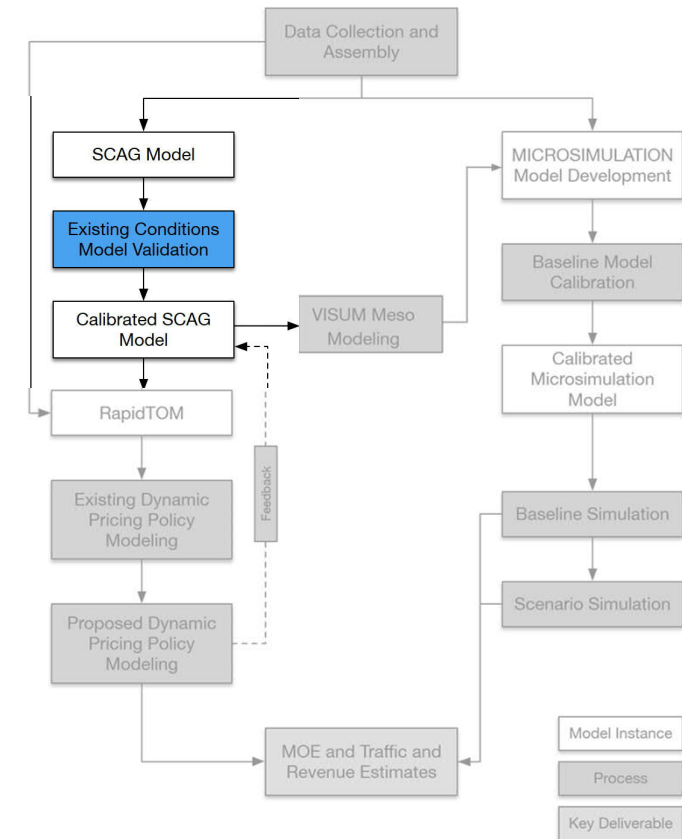 Data Collection and
Assembly
SCAG Model
MICROSIMULATION
Model Development
Existing Conditions
Model Validation
Baseline Model
Calibration
Calibrated SCAG
Model
VISUM Meso
Modeling
Calibrated
Microsimulation
Model
RapidTOM
Feedback
Existing Dynamic
Pricing Policy
Modeling
Baseline Simulation
Proposed Dynamic
Pricing Policy
Modeling
Scenario Simulation
MOE and Traffic and
Revenue Estimates
Model Instance
Process
Key Deliverable